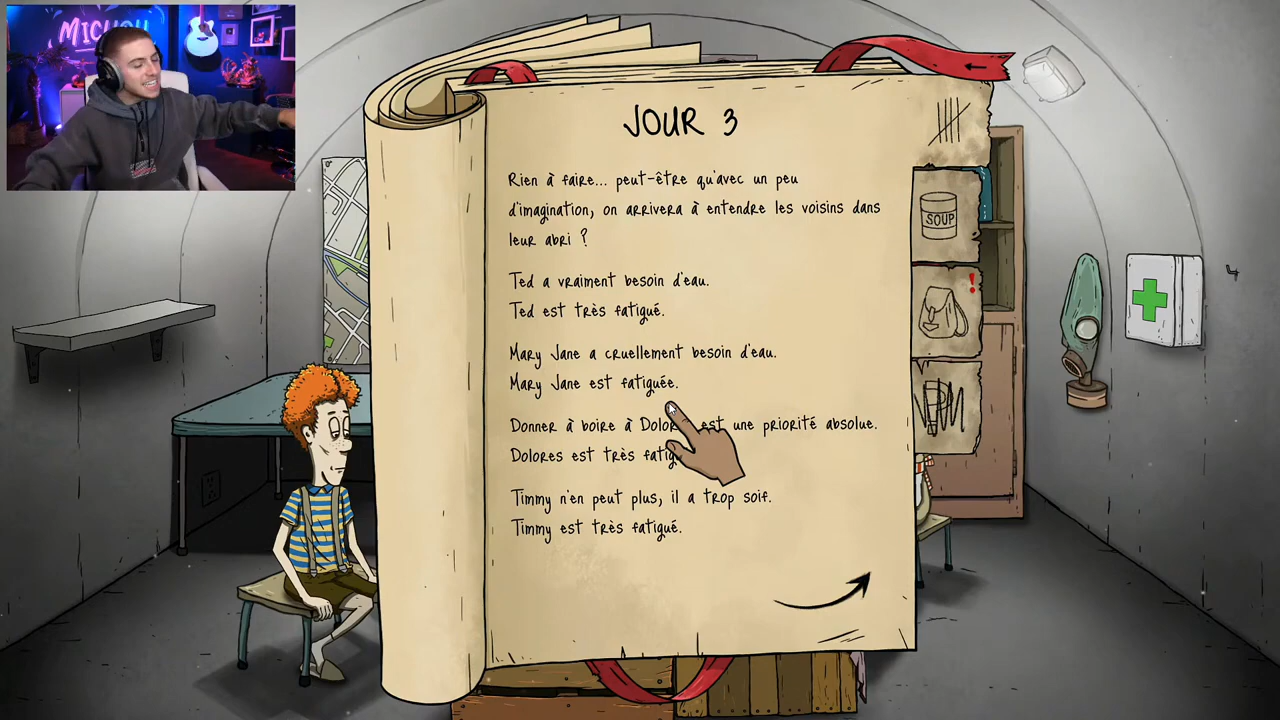 MICHOU
JOUR 3
Rien à faire... peut-être qu'avec un peu
d'imagination, on arrivera à entendre les voisins dans
leur abri ?
Ted a vraiment besoin d'eau.
Ted est très fatigué.
Mary Jane a cruellement besoin d'eau.
Mary Jane est fatiguée.
Donner à boire à est une priorité absolue.
Dolores est très
Timmy n'en peut plus, il a trop soif.
Timmy est très fatigué.
SOUP
!